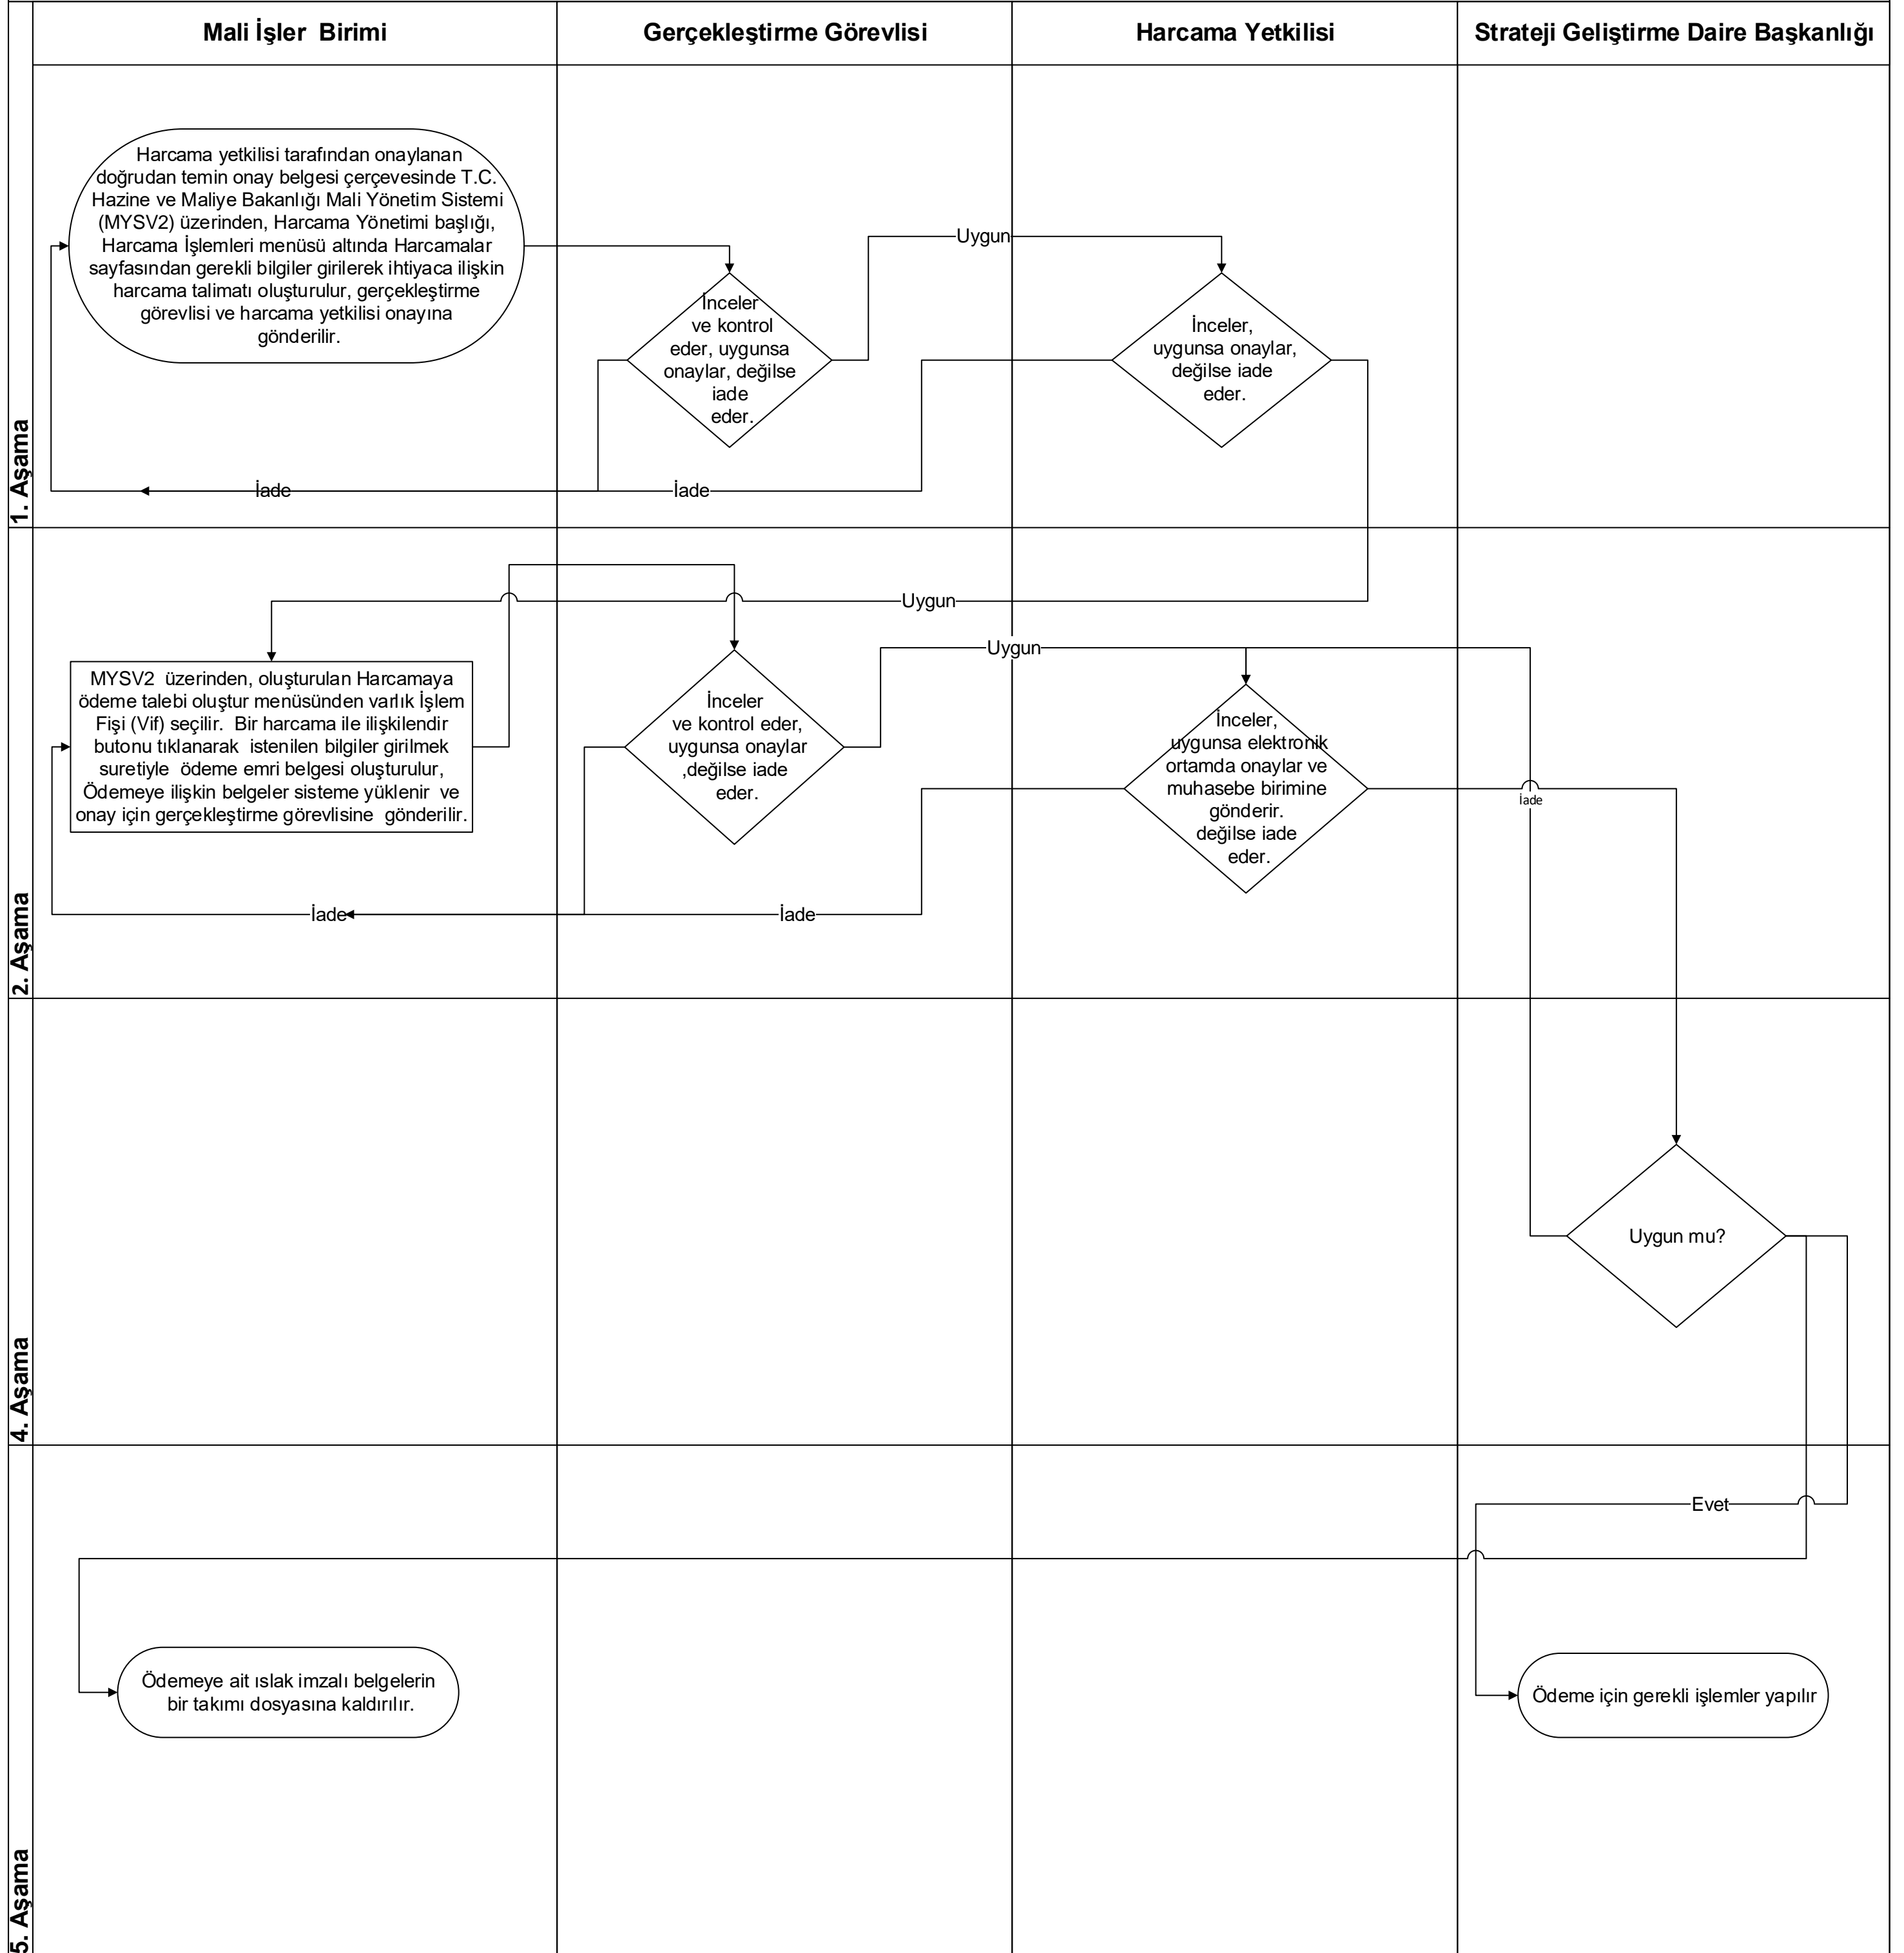 Mali İşler  Birimi
Gerçekleştirme Görevlisi
Harcama Yetkilisi
Strateji Geliştirme Daire Başkanlığı
1. Aşama
Harcama yetkilisi tarafından onaylanan
doğrudan temin onay belgesi çerçevesinde T.C.
Hazine ve Maliye Bakanlığı Mali Yönetim Sistemi
(MYSV2) üzerinden, Harcama Yönetimi başlığı,
Harcama İşlemleri menüsü altında Harcamalar
sayfasından gerekli bilgiler girilerek ihtiyaca ilişkin
harcama talimatı oluşturulur, gerçekleştirme
görevlisi ve harcama yetkilisi onayına
gönderilir.
İnceler
ve kontrol
eder, uygunsa
onaylar, değilse
iade
eder.
Uygun
İnceler,
uygunsa onaylar,
değilse iade
eder.
İade
İade
2. Aşama
Uygun
MYSV2  üzerinden, oluşturulan Harcamaya
ödeme talebi oluştur menüsünden varlık İşlem
Fişi (Vif) seçilir.  Bir harcama ile ilişkilendir
butonu tıklanarak  istenilen bilgiler girilmek
suretiyle  ödeme emri belgesi oluşturulur,
Ödemeye ilişkin belgeler sisteme yüklenir  ve
onay için gerçekleştirme görevlisine  gönderilir.
İnceler
ve kontrol eder,
uygunsa onaylar
,değilse iade
eder.
Uygun
İnceler,
uygunsa elektronik
ortamda onaylar ve
muhasebe birimine
gönderir.
değilse iade
eder.
İade
İade
İade
4. Aşama
Uygun mu?
5. Aşama
Evet
Ödemeye ait ıslak imzalı belgelerin
bir takımı dosyasına kaldırılır.
Ödeme için gerekli işlemler yapılır